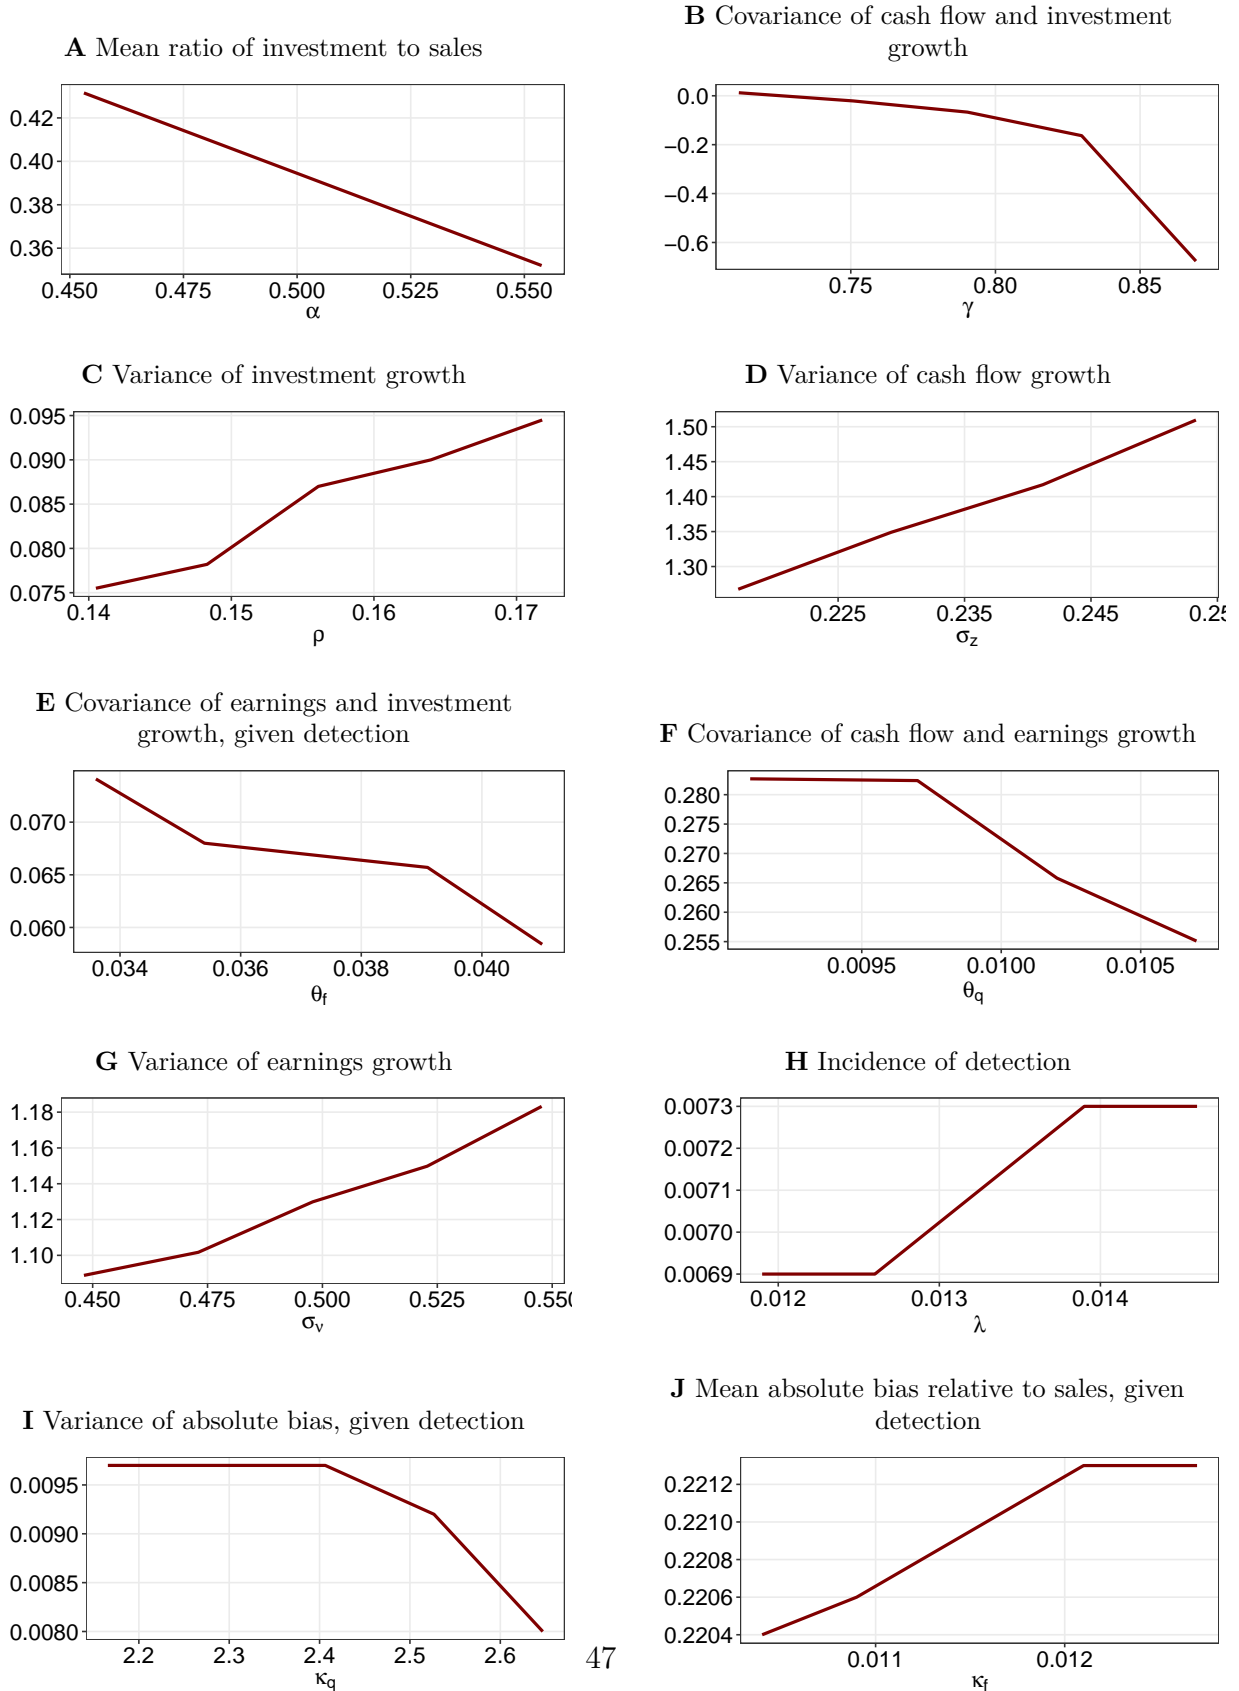 A Mean ratio of investment to sales
0.42
0.40
0.38
0.36
0.450 0.475 0.500 0.525 0.550
α
B Covariance of cash flow and investment
growth
0.0
−0.2
−0.4
−0.6
0.75 0.80 0.85
γ
C Variance of investment growth
0.095
0.090
0.085
0.080
0.075
0.14 0.15 0.16 0.17
ρ
D Variance of cash flow growth
1.50
1.45
1.40
1.35
1.30
0.225 0.235 0.245
σz
E Covariance of earnings and investment
growth, given detection
0.070
0.065
0.060
0.034 0.036 0.038 0.040
θf
F Covariance of cash flow and earnings growth
0.280
0.275
0.270
0.265
0.260
0.255
0.0095 0.0100 0.0105
θq
G Variance of earnings growth
1.18
1.16
1.14
1.12
1.10
0.450 0.475 0.500 0.525
σν
H Incidence of detection
0.0073
0.0072
0.0071
0.0070
0.0069
0.012 0.013 0.014
λ
I Variance of absolute bias, given detection
0.0095
0.0090
0.0085
0.0080
2.2 2.3 2.4 2.5 2.6
κq
J Mean absolute bias relative to sales, given
detection
0.2212
0.2210
0.2208
0.2206
0.2204
0.011 0.012
κf
47